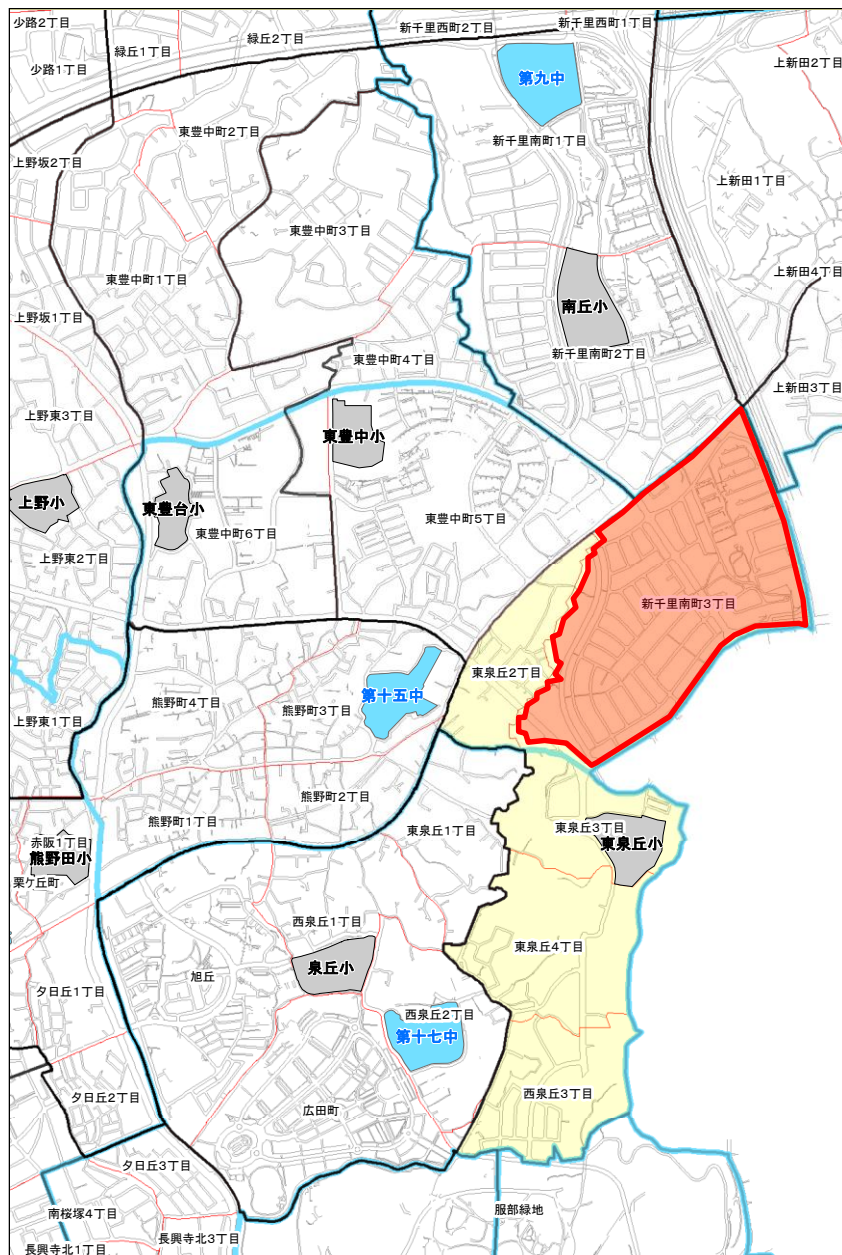 少路2丁目
緑丘1丁目
緑丘2丁目
新千里西町2丁目
新千里西町1丁目
少路1丁目
上新田2丁目
第九中
東豊中町2丁目
新千里南町1丁目
上野坂2丁目
上新田1丁目
東豊中町3丁目
東豊中町1丁目
上新田4丁目
南丘小
上野坂1丁目
新千里南町2丁目
東豊中町4丁目
上新田3丁目
上野東3丁目
東豊中小
上野小
東豊台小
東豊中町5丁目
東豊中町6丁目
上野東2丁目
新千里南町3丁目
東泉丘2丁目
熊野町4丁目
第十五中
熊野町3丁目
上野東1丁目
熊野町2丁目
熊野町1丁目
東泉丘1丁目
東泉丘3丁目
赤阪1丁目
東泉丘小
熊野田小
栗ケ丘町
西泉丘1丁目
東泉丘4丁目
泉丘小
旭丘
夕日丘1丁目
西泉丘2丁目
第十七中
西泉丘3丁目
夕日丘2丁目
広田町
夕日丘3丁目
服部緑地
南桜塚4丁目
長興寺北3丁目
長興寺北1丁目